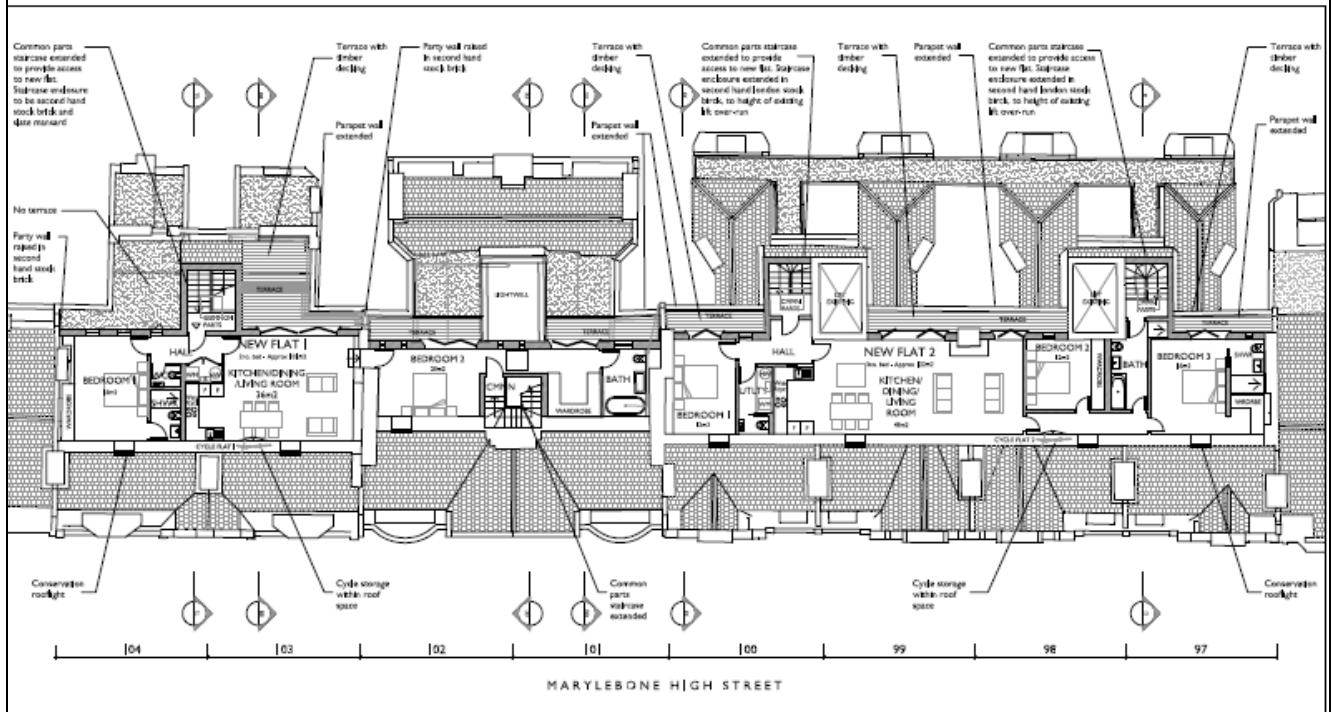 Common parts
staircase extended
to provide access
to new flat.
Staircase enclosure
to be second hand
stock brick and
slate mansard
Terrace with
timber
decking
Party wall raised
in second hand
stock brick
Terrace with
timber
decking
Common parts staircase
extended to provide
access to new flat. Staircase
enclosure extended in
second hand london stock
birck, to height of existing
lift over-run
Terrace with
timber
decking
Parapet wall
extended
Common parts staircase
extended to provide access
to new flat. Staircase
enclosure extended in
second hand london stock
birck, to height of existing
lift over-run
Terrace with
timber
decking
Parapet wall
extended
Parapet wall
extended
Parapet wall
extended
No terrace
Party wall
raised in
second
hand stock
brick
LIGHTWELL
TERRACE
TERRACE
TERRACE
TERRACE
TERRACE
TERRACE
TERRACE
HALL
NEW FLAT 1
KITCHEN/DINING
/LIVING ROOM
36m2
BEDROOM 1
WARDROBE
BEDROOM 2
CMMN
WARDROBE
BATH
HALL
BEDROOM 1
UTILITY
NEW FLAT 2
KITCHEN/
DINING/
LIVING
ROOM
BEDROOM 2
WARDROBE
BATH
BEDROOM 3
CYCLE FLAT 1
CYCLE FLAT 2
Conservation
rooflight
Cycle storage
within roof
space
Common
parts
staircase
extended
Cycle storage
within roof
space
Conservation
rooflight
104
103
102
101
100
99
98
97
MARYLEBONE HIGH STREET